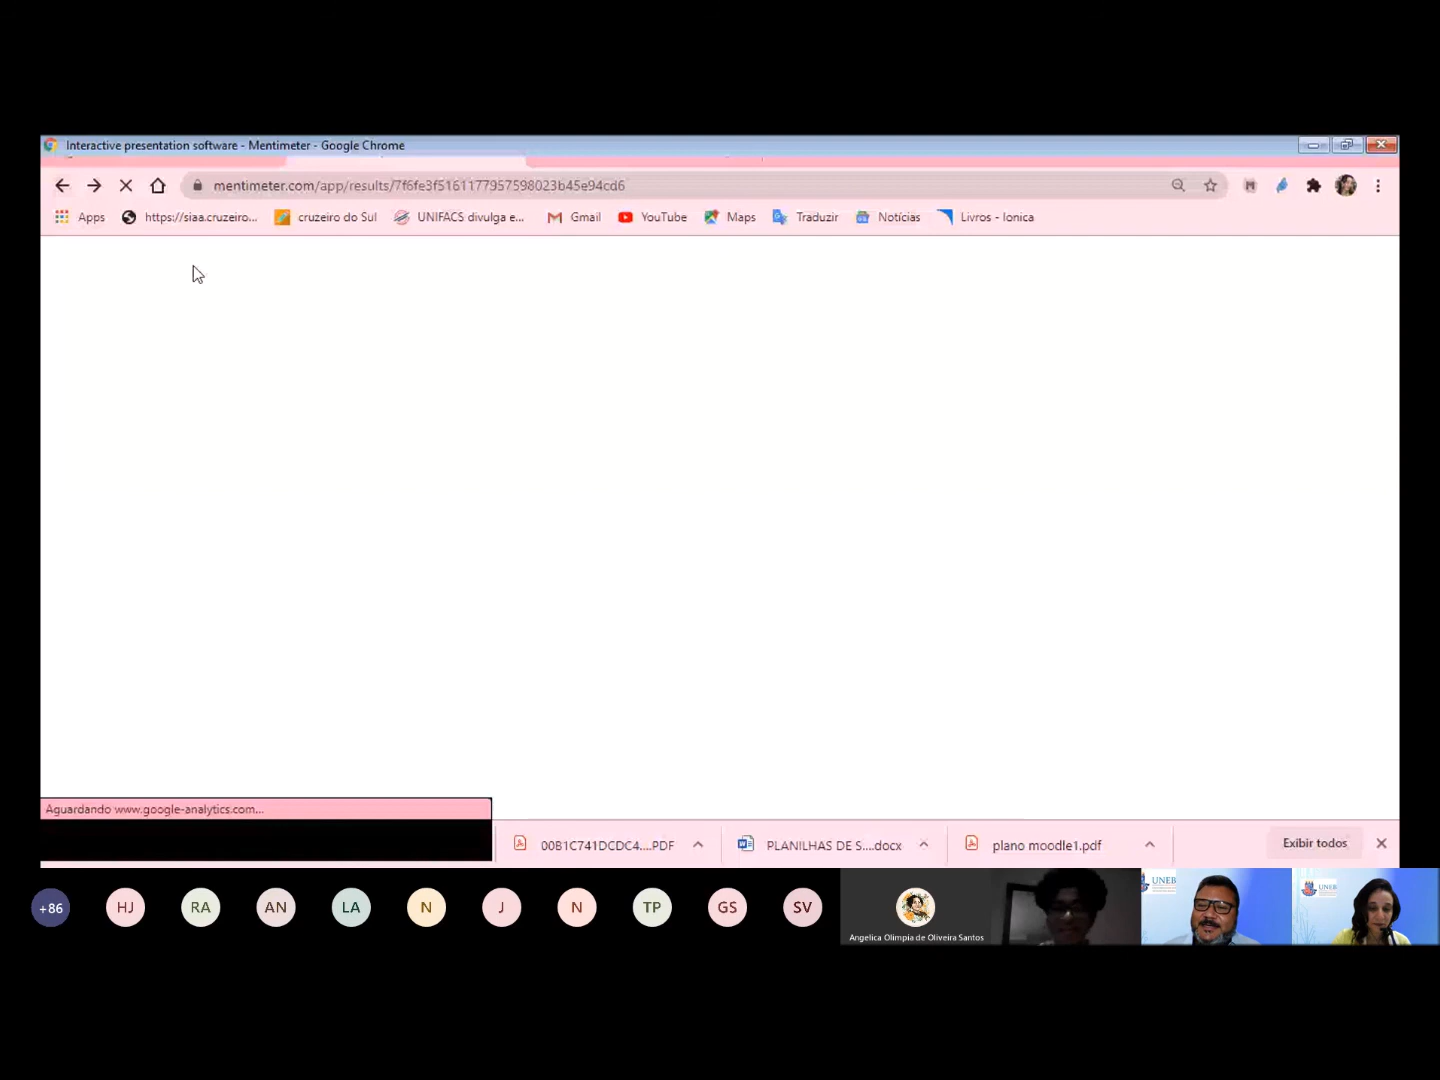 Interactive presentation software - Mentimeter - Google Chrome
mentimeter.com/app/results/7f6fe3f5161177957598023b45e94cd6
Apps https://siaa.cruzeiro... cruzeiro do Sul UNIFACS divulga e... Gmail YouTube Maps Traduzir Notícias Livros - Ionica
Aguardando www.google-analytics.com...
00B1C741DCDC4....PDF PLANILHAS DE S....docx plano moodle1.pdf Exibir todos
+86 HJ RA AN LA N J N TP GS SV
Angelica Olimpia de Oliveira Santos
UNEB
UNEB